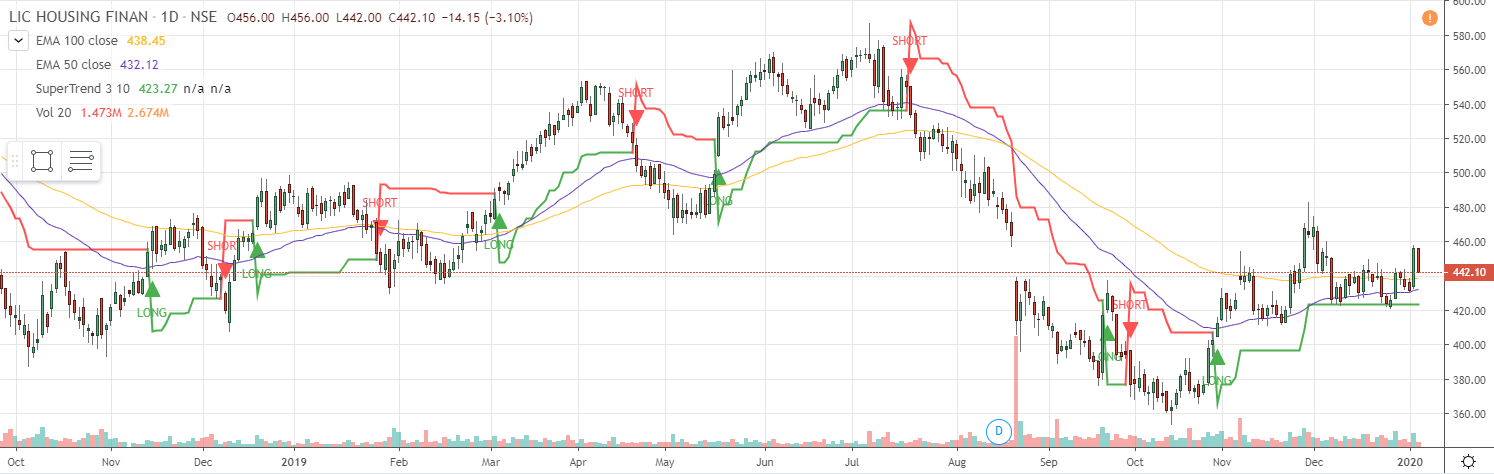 LIC HOUSING FINAN · 1D · NSE O456.00 H456.00 L442.00 C442.10 −14.15 (−3.10%)
EMA 100 close 438.45
EMA 50 close 432.12
SuperTrend 3 10 423.27 n/a n/a
Vol 20 1.473M 2.674M
SHORT
SHORT
SHORT
SHORT
SHORT
LONG
LONG
LONG
LONG
LONG
LONG
D
600.00
580.00
560.00
540.00
520.00
500.00
480.00
460.00
442.10
420.00
400.00
380.00
360.00
Oct Nov Dec 2019 Feb Mar Apr May Jun Jul Aug Sep Oct Nov Dec 2020